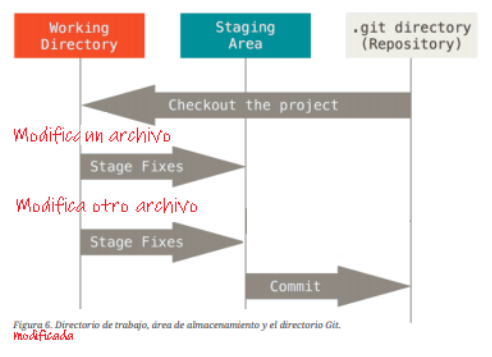 Working
Directory
Staging
Area
.git directory
(Repository)
Checkout the project
Modifica un archivo
Stage Fixes
Modifica otro archivo
Stage Fixes
Commit
Figura 6. Directorio de trabajo, área de almacenamiento y el directorio Git.
modificada